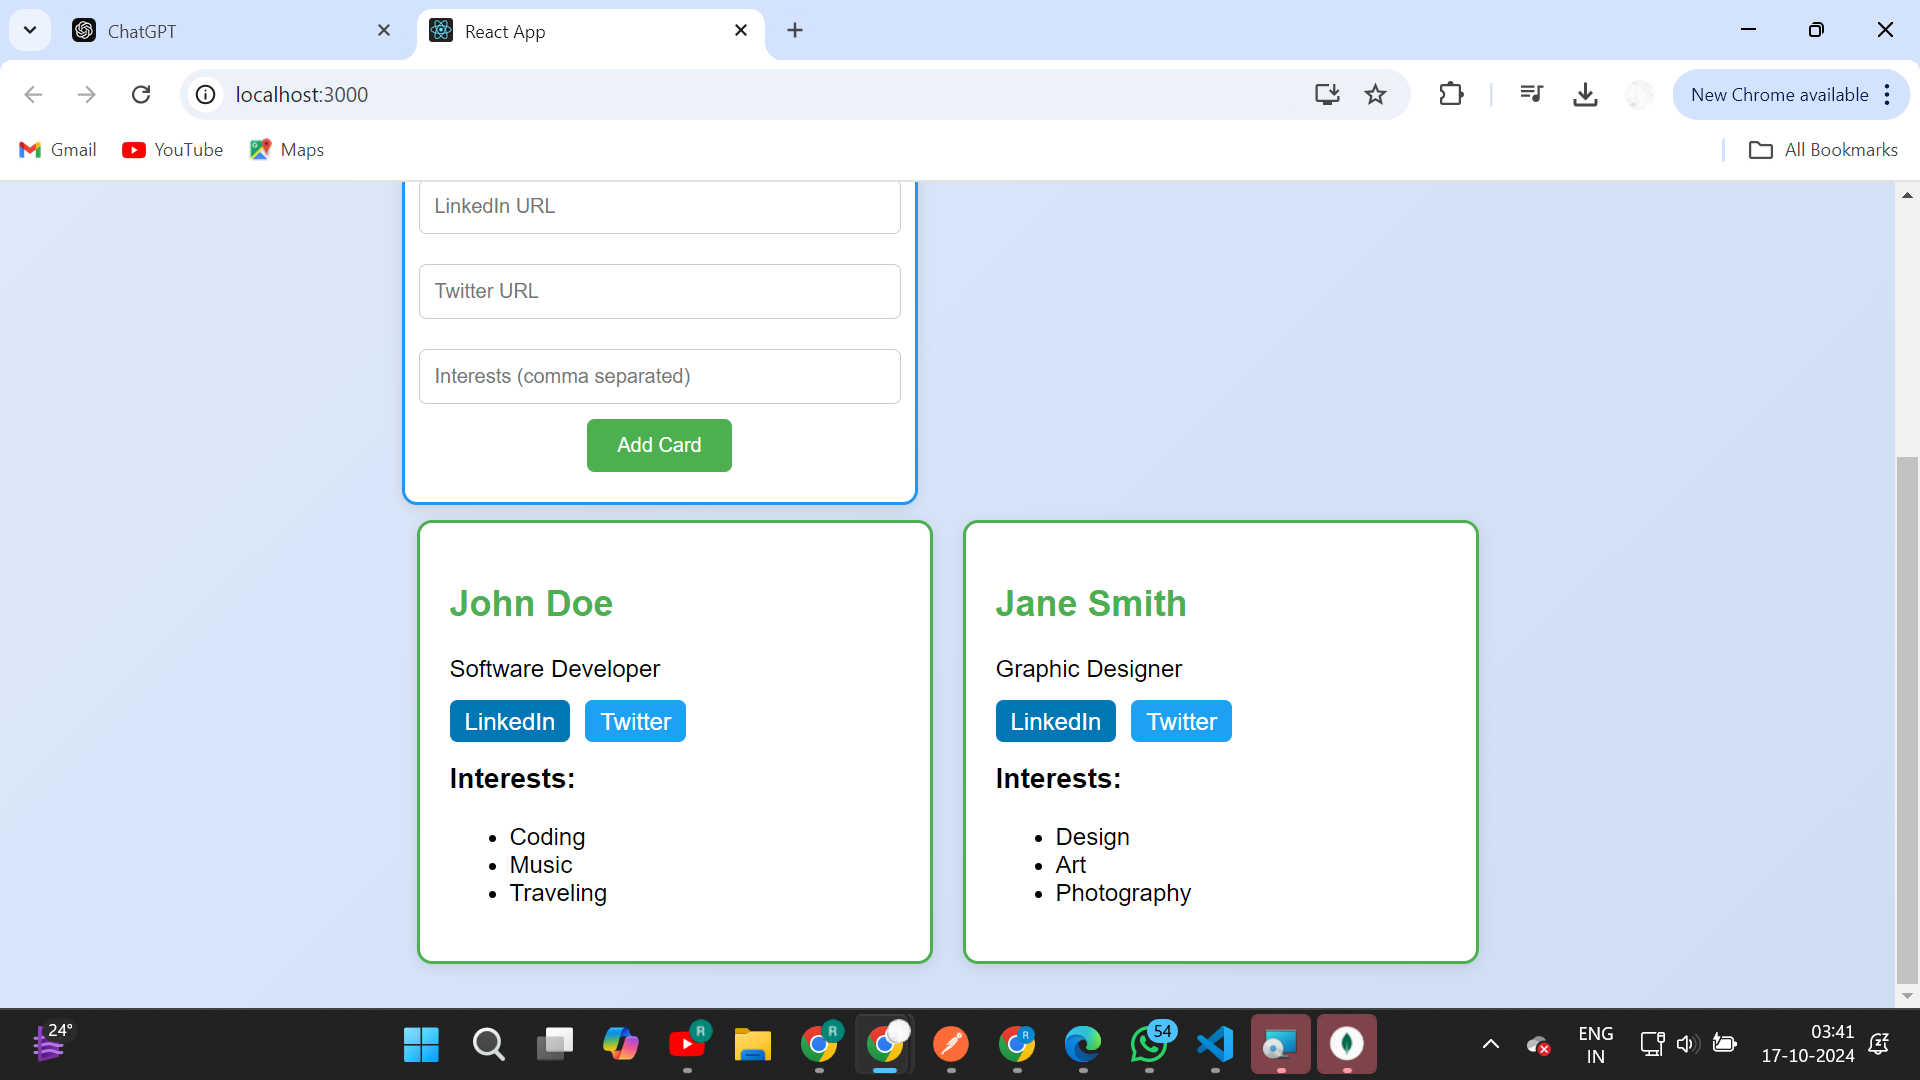 ChatGPT
React App
localhost:3000
New Chrome available
Gmail
YouTube
Maps
All Bookmarks
LinkedIn URL
Twitter URL
Interests (comma separated)
Add Card
John Doe
Software Developer
LinkedIn Twitter
Interests:
• Coding
• Music
• Traveling
Jane Smith
Graphic Designer
LinkedIn Twitter
Interests:
• Design
• Art
• Photography
24°
R
R
R
54
ENG
IN
03:41
17-10-2024